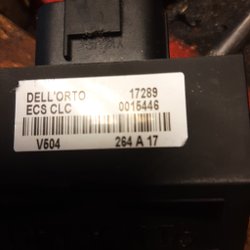 DELL'ORTO 17289
ECS CLC 0015446
V504 264 A 17